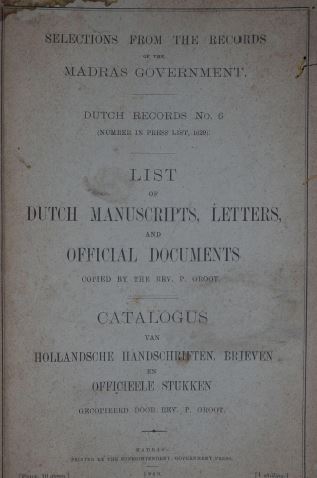 SELECTIONS FROM THE RECORDS
OF THE
MADRAS GOVERNMENT.
DUTCH RECORDS No. 6
(NUMBER IN PRESS LIST, 1629)
LIST
OF
DUTCH MANUSCRIPTS, LETTERS,
AND
OFFICIAL DOCUMENTS
COPIED BY THE REV. P. GROOT.
CATALOGUS
VAN
HOLLANDSCHE HANDSCHRIFTEN, BRIEVEN
EN
OFFICIEELE STUKKEN
GECOPIEERD DOOR REV. P. GROOT.
MADRAS:
PRINTED BY THE SUPERINTENDENT, GOVERNMENT PRESS.